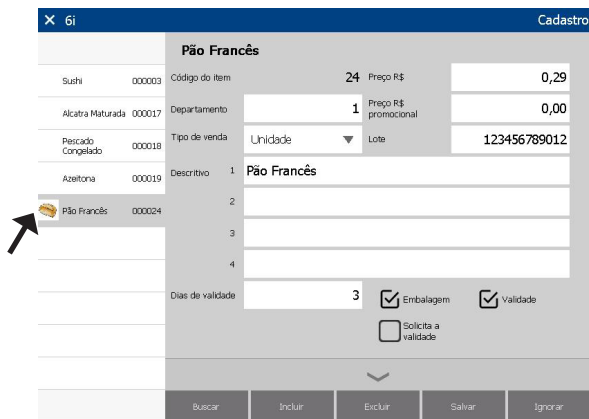 6i
Cadastro
Sushi 000003
Alcatra Maturada 000017
Pescado
Congelado 000018
Azeitona 000019
Pão Francês 000024
Pão Francês
Código do item 24 Preço R$ 0,29
Departamento 1 Preço R$
promocional 0,00
Tipo de venda Unidade Lote 123456789012
Descritivo 1 Pão Francês
2
3
4
Dias de validade 3 Embalagem Validade
Solicita a
validade
Buscar Incluir Excluir Salvar Ignorar